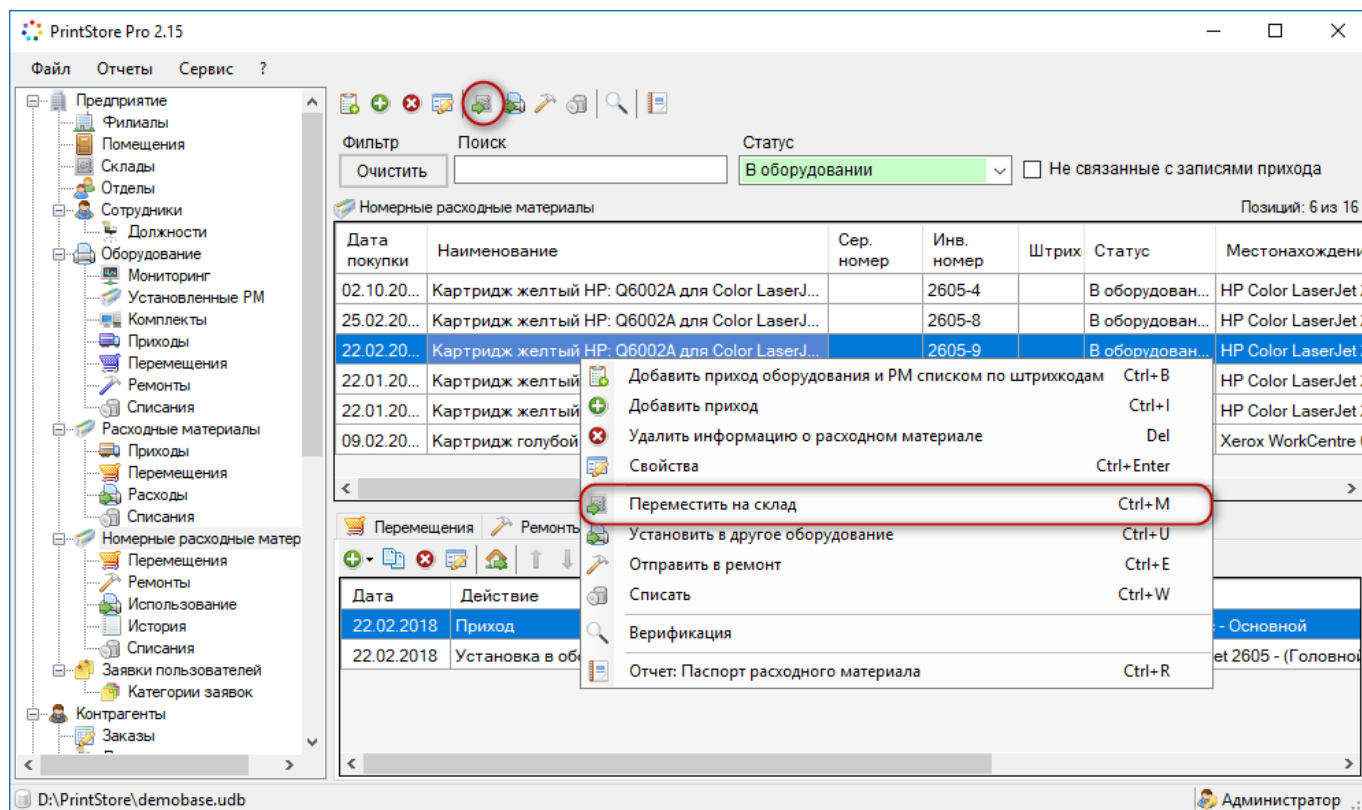 PrintStore Pro 2.15
Файл Отчеты Сервис ?
Предприятие
Филиалы
Помещения
Склады
Отделы
Сотрудники
Должности
Оборудование
Мониторинг
Установленные РМ
Комплекты
Приходы
Перемещения
Ремонты
Списания
Расходные материалы
Приходы
Перемещения
Расходы
Списания
Номерные расходные матер
Перемещения
Ремонты
Использование
История
Списания
Заявки пользователей
Категории заявок
Контрагенты
Заказы
Фильтр Поиск Статус
Очистить В оборудовании Не связанные с записями прихода
Номерные расходные материалы Позиций: 6 из 16
Дата покупки Наименование Сер. номер Инв. номер Штрих Статус Местонахождени
02.10.20... Картридж желтый HP: Q6002A для Color LaserJ... 2605-4 В оборудован... HP Color LaserJet
25.02.20... Картридж желтый HP: Q6002A для Color LaserJ... 2605-8 В оборудован... HP Color LaserJet
22.02.20... Картридж желтый HP: Q6002A для Color LaserJ... 2605-9 В оборудован... HP Color LaserJet
22.01.20... Картридж желтый HP Color LaserJet
22.01.20... Картридж желтый HP Color LaserJet
09.02.20... Картридж голубой Xerox WorkCentre
Добавить приход оборудования и РМ списком по штрихкодам Ctrl+B
Добавить приход Ctrl+I
Удалить информацию о расходном материале Del
Свойства Ctrl+Enter
Переместить на склад Ctrl+M
Установить в другое оборудование Ctrl+U
Отправить в ремонт Ctrl+E
Списать Ctrl+W
Верификация
Отчет: Паспорт расходного материала Ctrl+R
Перемещения Ремонты
Дата Действие
22.02.2018 Приход - Основной
22.02.2018 Установка в обо et 2605 - (Головной
D:\PrintStore\demobase.udb Администратор